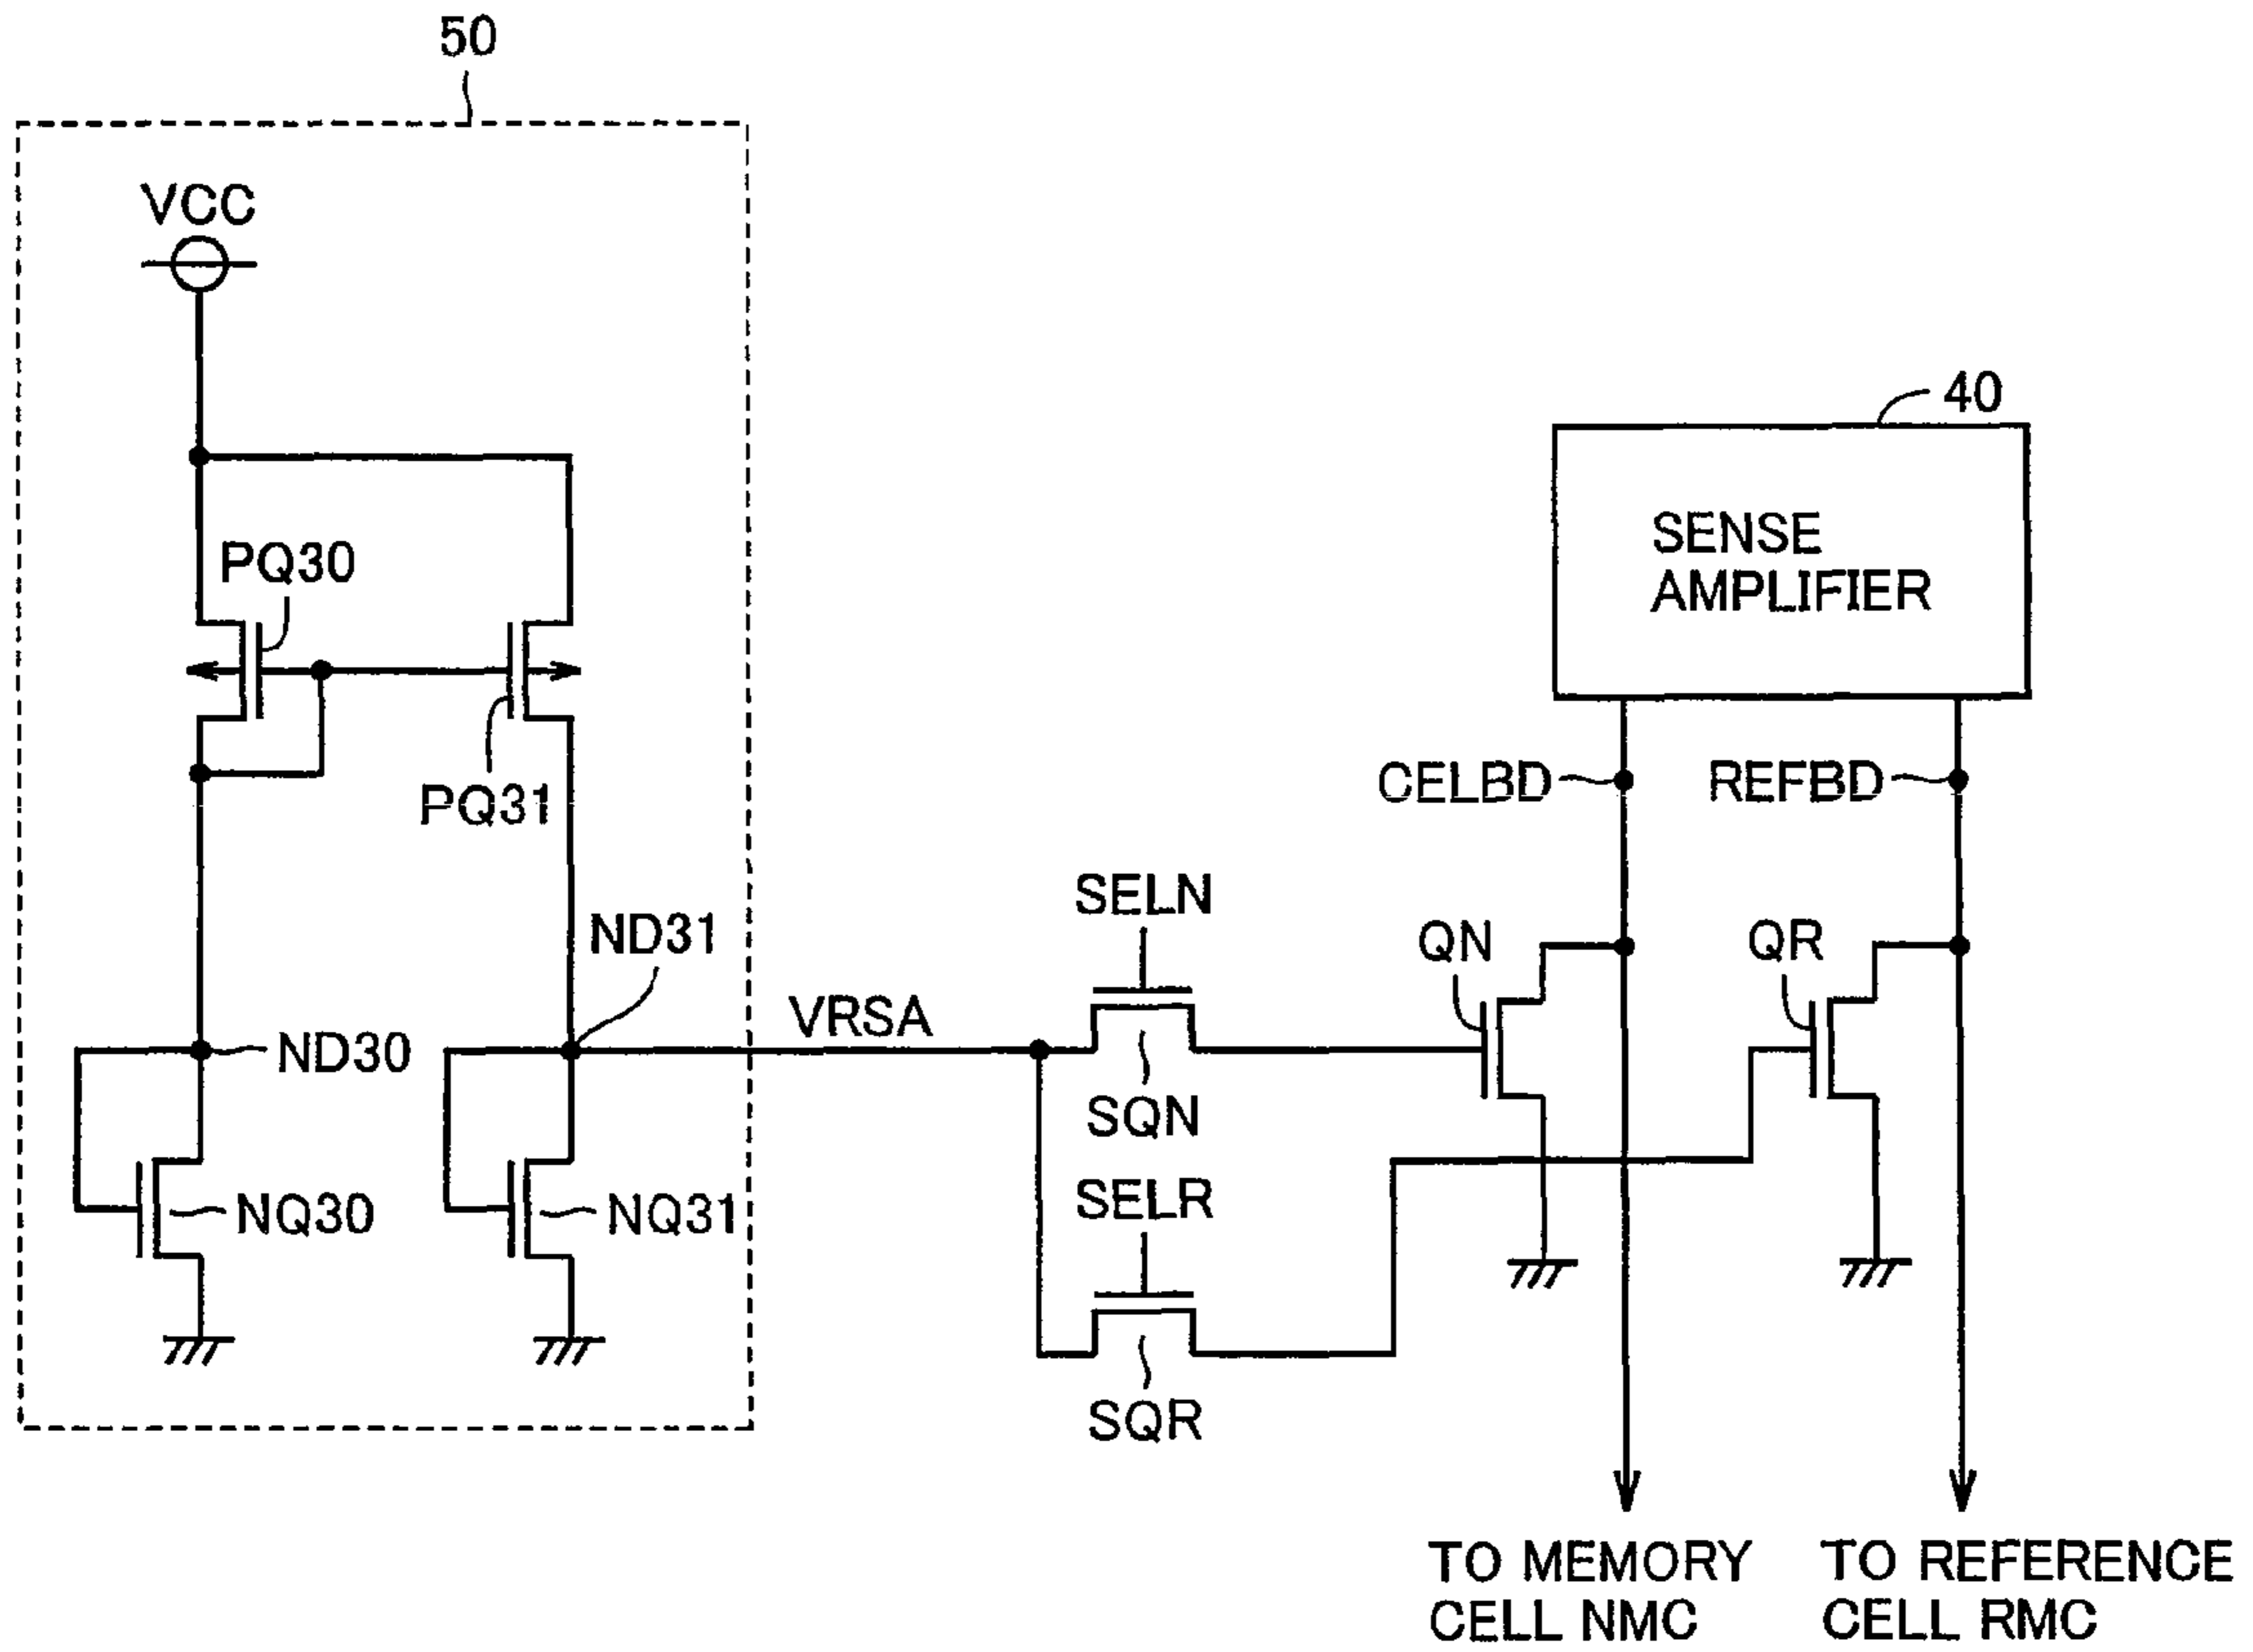 50
VCC
40
SENSE
AMPLIFIER
PQ30
PQ31
CELBD
REFBD
SELN
ND31
QN
QR
VRSA
ND30
SQN
SELR
NQ30
NQ31
SQR
TO MEMORY
CELL NMC
TO REFERENCE
CELL RMC